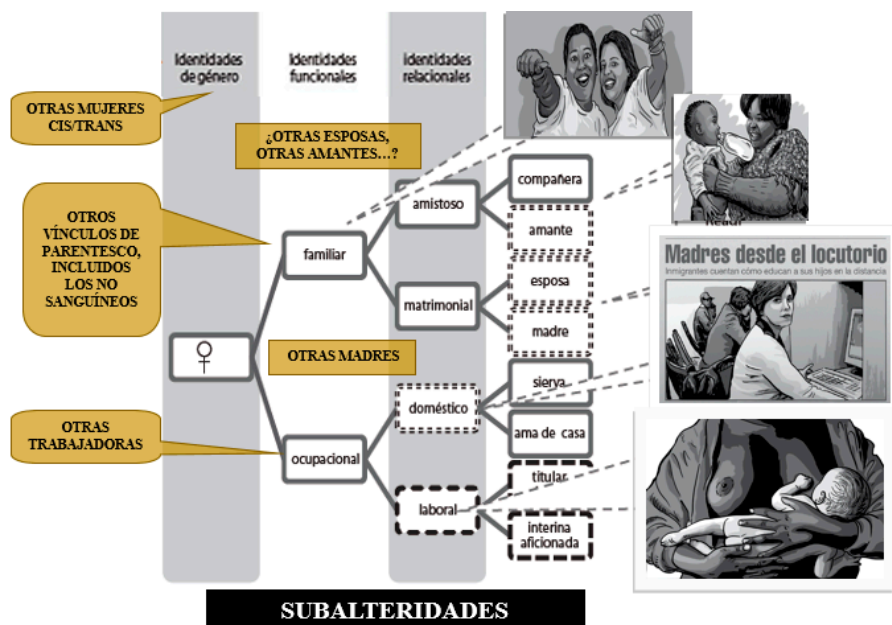 Identidades
de género
Identidades
funcionales
Identidades
relacionales
OTRAS MUJERES
CIS/TRANS
¿OTRAS ESPOSAS,
OTRAS AMANTES…?
OTROS
VÍNCULOS DE
PARENTESCO,
INCLUIDOS
LOS NO
SANGUÍNEOS
familiar
amistoso
compañera
amante
matrimonial
esposa
madre
OTRAS MADRES
OTRAS
TRABAJADORAS
ocupacional
doméstico
sierva
ama de casa
laboral
titular
interina
aficionada
Madres desde el locutorio
Inmigrantes cuentan cómo educan a sus hijos en la distancia
SUBALTERIDADES